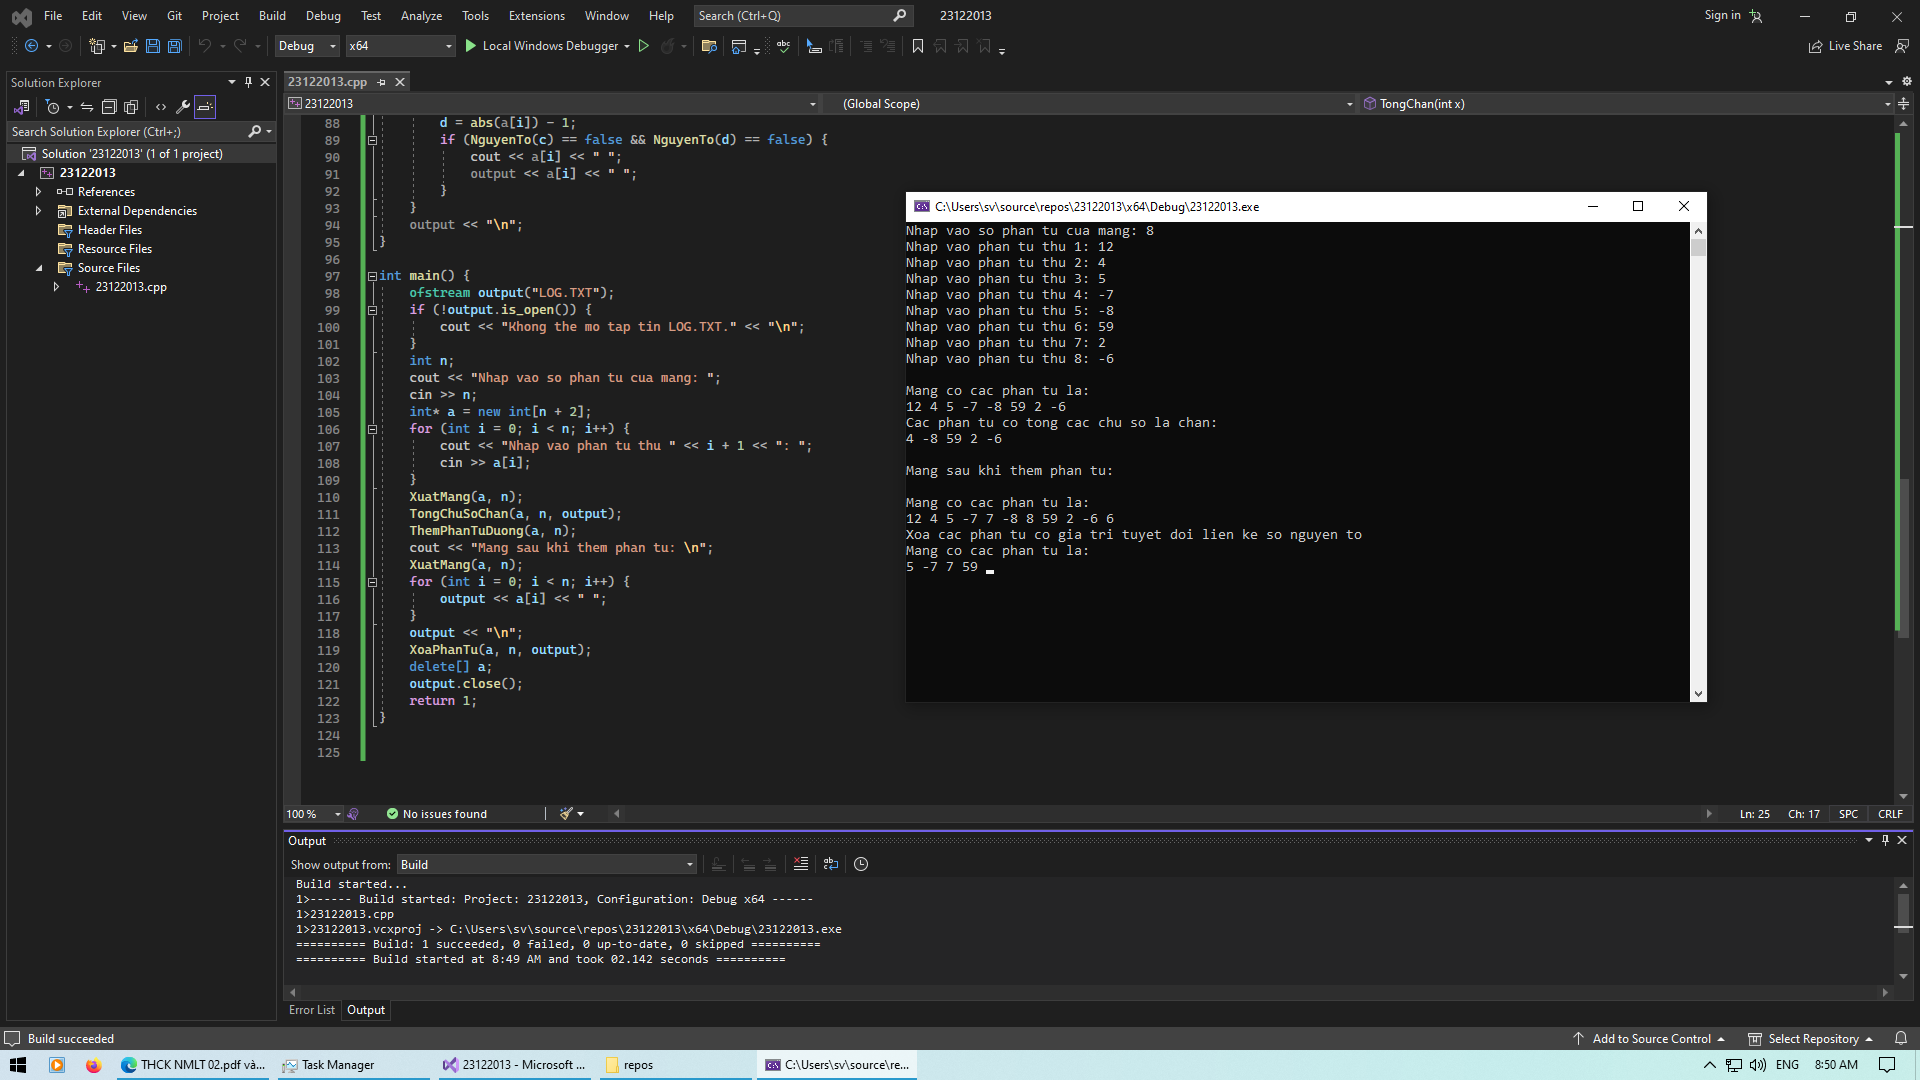 File Edit View Git Project Build Debug Test Analyze Tools Extensions Window Help Search (Ctrl+Q) 23122013 Sign in
Debug x64 Local Windows Debugger Live Share
Solution Explorer
Search Solution Explorer (Ctrl+;)
Solution '23122013' (1 of 1 project)
23122013
References
External Dependencies
Header Files
Resource Files
Source Files
23122013.cpp
23122013.cpp
23122013 (Global Scope) TongChan(int x)
88 d = abs(a[i]) - 1;
89 if (NguyenTo(c) == false && NguyenTo(d) == false) {
90 cout << a[i] << " ";
91 output << a[i] << " ";
92 }
93 }
94 output << "\n";
95 }
96
97 int main() {
98 ofstream output("LOG.TXT");
99 if (!output.is_open()) {
100 cout << "Khong the mo tap tin LOG.TXT." << "\n";
101 }
102 int n;
103 cout << "Nhap vao so phan tu cua mang: ";
104 cin >> n;
105 int* a = new int[n + 2];
106 for (int i = 0; i < n; i++) {
107 cout << "Nhap vao phan tu thu " << i + 1 << ": ";
108 cin >> a[i];
109 }
110 XuatMang(a, n);
111 TongChuSoChan(a, n, output);
112 ThemPhanTuDuong(a, n);
113 cout << "Mang sau khi them phan tu: \n";
114 XuatMang(a, n);
115 for (int i = 0; i < n; i++) {
116 output << a[i] << " ";
117 }
118 output << "\n";
119 XoaPhanTu(a, n, output);
120 delete[] a;
121 output.close();
122 return 1;
123 }
124
125
C:\Users\sv\source\repos\23122013\x64\Debug\23122013.exe
Nhap vao so phan tu cua mang: 8
Nhap vao phan tu thu 1: 12
Nhap vao phan tu thu 2: 4
Nhap vao phan tu thu 3: 5
Nhap vao phan tu thu 4: -7
Nhap vao phan tu thu 5: -8
Nhap vao phan tu thu 6: 59
Nhap vao phan tu thu 7: 2
Nhap vao phan tu thu 8: -6
Mang co cac phan tu la:
12 4 5 -7 -8 59 2 -6
Cac phan tu co tong cac chu so la chan:
4 -8 59 2 -6
Mang sau khi them phan tu:
Mang co cac phan tu la:
12 4 5 -7 7 -8 8 59 2 -6 6
Xoa cac phan tu co gia tri tuyet doi lien ke so nguyen to
Mang co cac phan tu la:
5 -7 7 59
100 % No issues found Ln: 25 Ch: 17 SPC CRLF
Output
Show output from: Build
Build started...
1>------ Build started: Project: 23122013, Configuration: Debug x64 ------
1>23122013.cpp
1>23122013.vcxproj -> C:\Users\sv\source\repos\23122013\x64\Debug\23122013.exe
========== Build: 1 succeeded, 0 failed, 0 up-to-date, 0 skipped ==========
========== Build started at 8:49 AM and took 02.142 seconds ==========
Error List Output
Build succeeded Add to Source Control Select Repository
THCK NMLT 02.pdf và... Task Manager 23122013 - Microsoft ... repos C:\Users\sv\source\re... ENG 8:50 AM